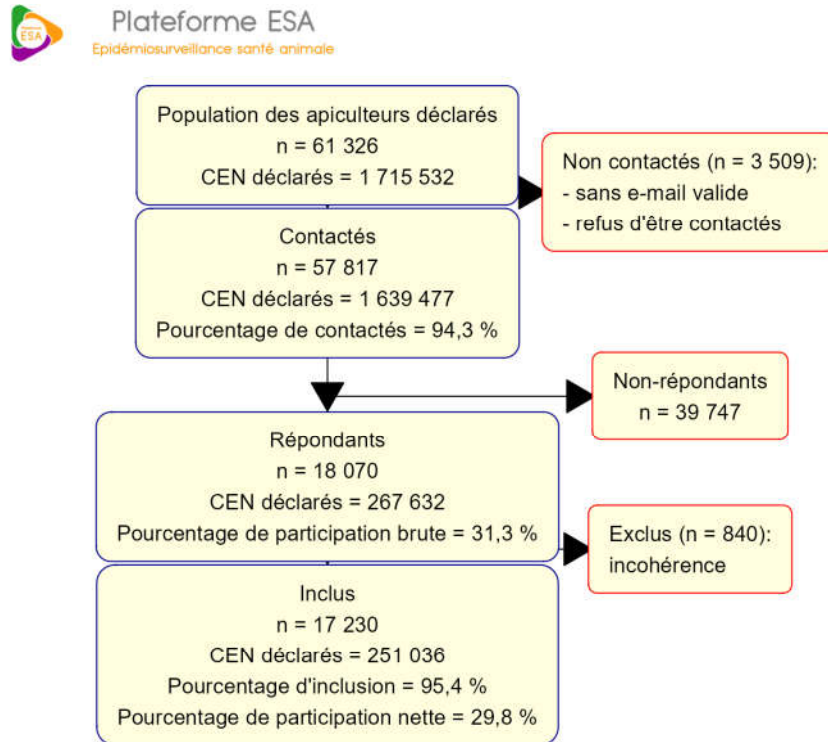 Plateforme ESA
Epidémiosurveillance santé animale
ESA
Population des apiculteurs déclarés
n = 61 326
CEN déclarés = 1 715 532
Non contactés (n = 3 509):
- sans e-mail valide
- refus d'être contactés
Contactés
n = 57 817
CEN déclarés = 1 639 477
Pourcentage de contactés = 94,3 %
Non-répondants
n = 39 747
Répondants
n = 18 070
CEN déclarés = 267 632
Pourcentage de participation brute = 31,3 %
Exclus (n = 840):
incohérence
Inclus
n = 17 230
CEN déclarés = 251 036
Pourcentage d'inclusion = 95,4 %
Pourcentage de participation nette = 29,8 %